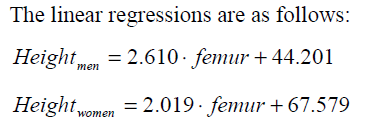 The linear regressions are as follows:
Height_men = 2.610 · femur + 44.201
Height_women = 2.019 · femur + 67.579